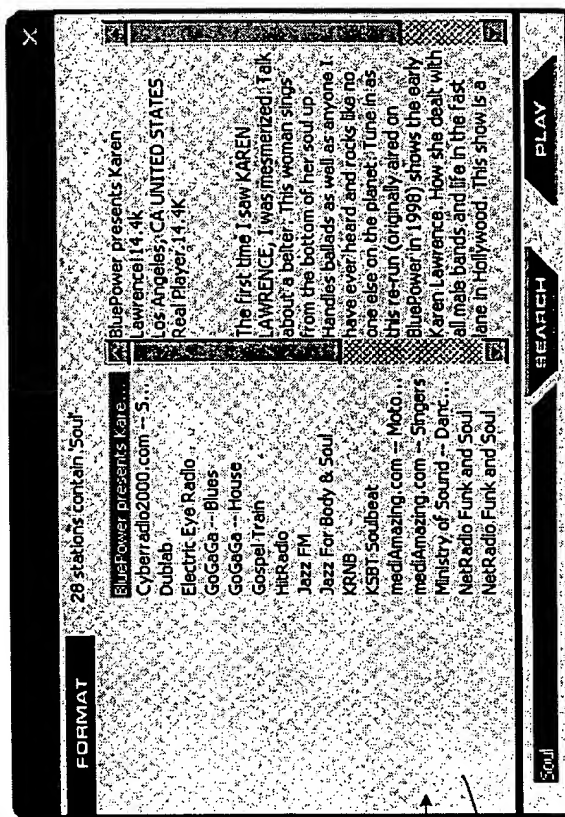 X
FORMAT
28 stations contain 'Soul'
BluePower presents Kare...
Cyberradio2000.com -- S...
Dublab
Electric Eye Radio
GoGaGa -- Blues
GoGaGa -- House
Gospel Train
HitRadio
Jazz FM
Jazz For Body & Soul
KRNB
KSBT Soulbeat
mediAmazing.com -- Moto...
mediAmazing.com -- Singers
Ministry of Sound -- Danc...
NetRadio Funk and Soul
NetRadio Funk and Soul
BluePower presents Karen
Lawrence: 14.4K
Los Angeles, CA UNITED STATES
Real Player: 14.4K
The first time I saw KAREN
LAWRENCE, I was mesmerized. Talk
about a belter. This woman sings
from the bottom of her soul up.
Handles ballads as well as anyone I
have ever heard and rocks like no
one else on the planet. Tune in as
this re-run (originally aired on
BluePower in 1998) shows the early
Karen Lawrence. How she dealt with
all male bands and life in the fast
lane in Hollywood. This show is a
Soul
SEARCH
PLAY